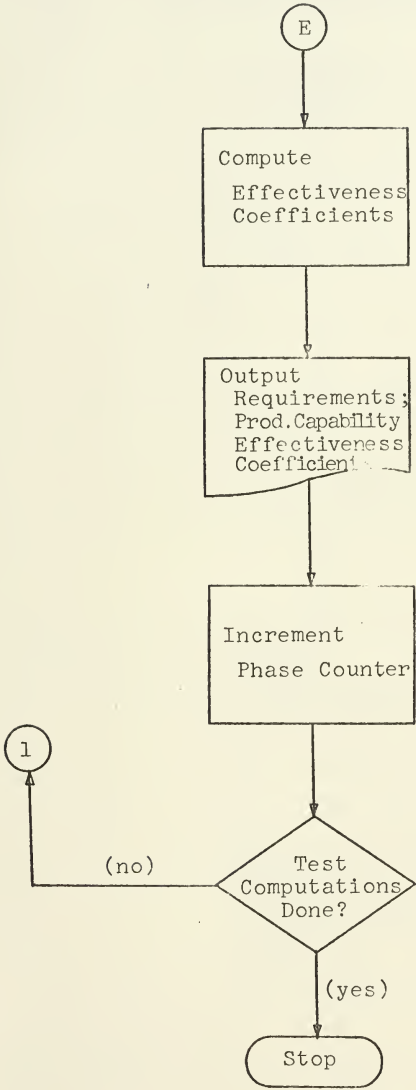 E
Compute
Effectiveness
Coefficients
Output
Requirements;
Prod.Capability
Effectiveness
Increment
Phase Counter
1
(no)
Test
Computations
Done?
(yes)
Stop